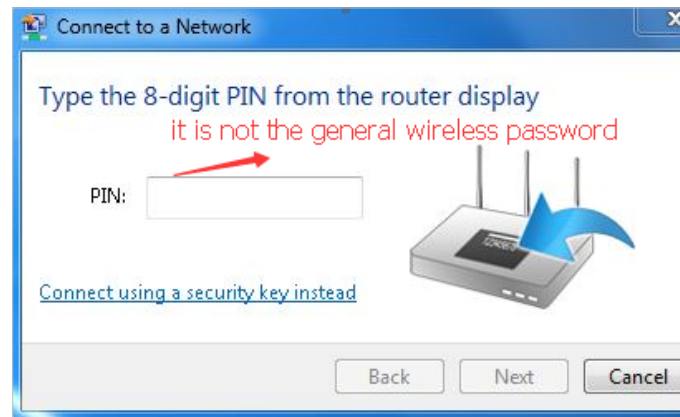 Connect to a Network
X
Type the 8-digit PIN from the router display
it is not the general wireless password
PIN:
Connect using a security key instead
Back
Next
Cancel